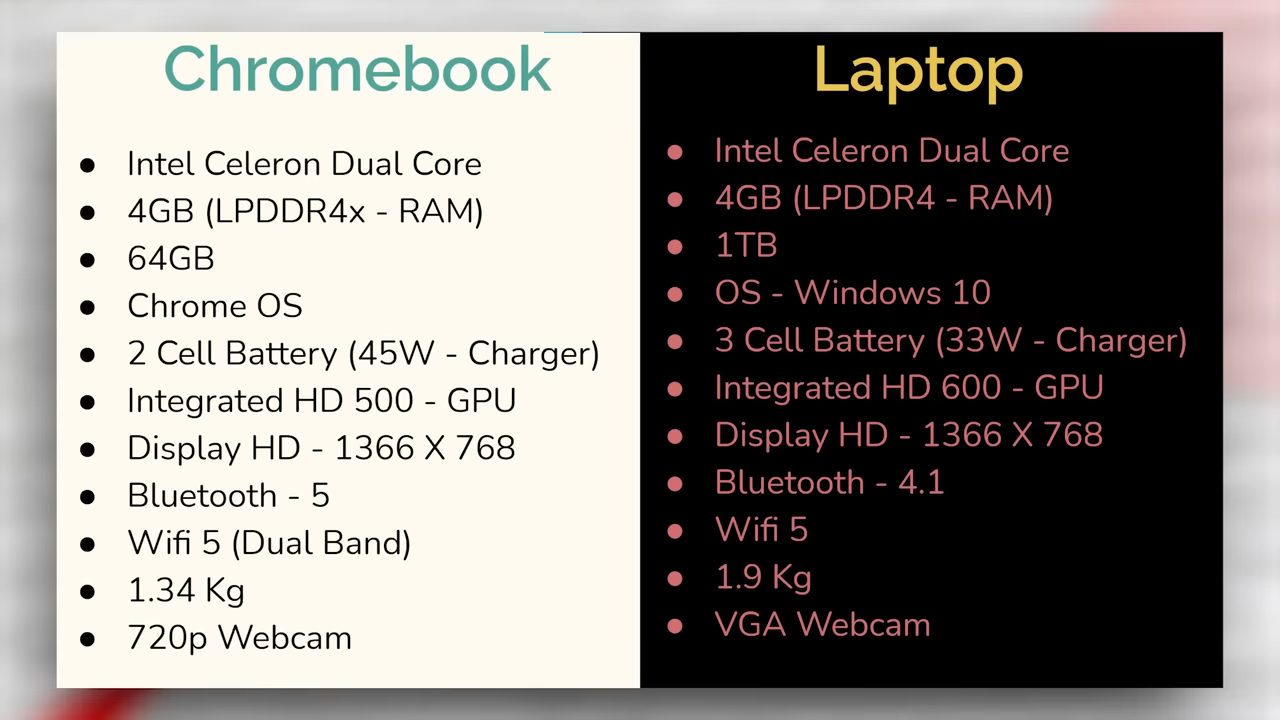 Chromebook
● Intel Celeron Dual Core
● 4GB (LPDDR4x - RAM)
● 64GB
● Chrome OS
● 2 Cell Battery (45W - Charger)
● Integrated HD 500 - GPU
● Display HD - 1366 X 768
● Bluetooth - 5
● Wifi 5 (Dual Band)
● 1.34 Kg
● 720p Webcam
Laptop
● Intel Celeron Dual Core
● 4GB (LPDDR4 - RAM)
● 1TB
● OS - Windows 10
● 3 Cell Battery (33W - Charger)
● Integrated HD 600 - GPU
● Display HD - 1366 X 768
● Bluetooth - 4.1
● Wifi 5
● 1.9 Kg
● VGA Webcam